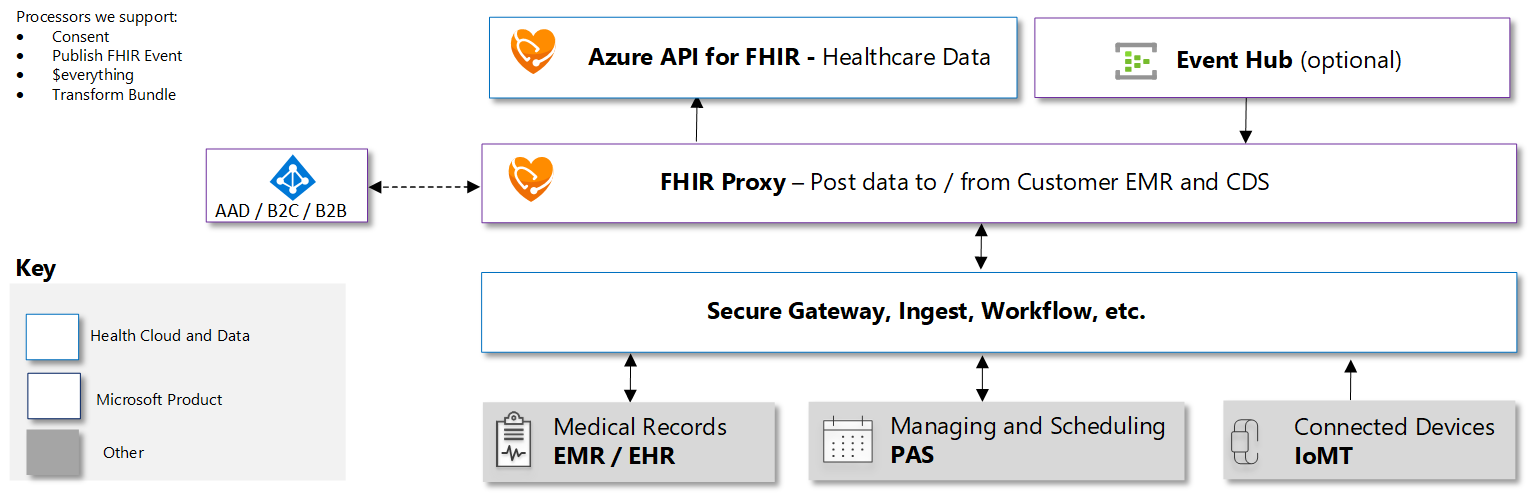 Processors we support:
• Consent
• Publish FHIR Event
• $everything
• Transform Bundle
Azure API for FHIR - Healthcare Data
Event Hub (optional)
AAD / B2C / B2B
FHIR Proxy – Post data to / from Customer EMR and CDS
Key
Health Cloud and Data
Microsoft Product
Other
Secure Gateway, Ingest, Workflow, etc.
Medical Records
EMR / EHR
Managing and Scheduling
PAS
Connected Devices
IoMT